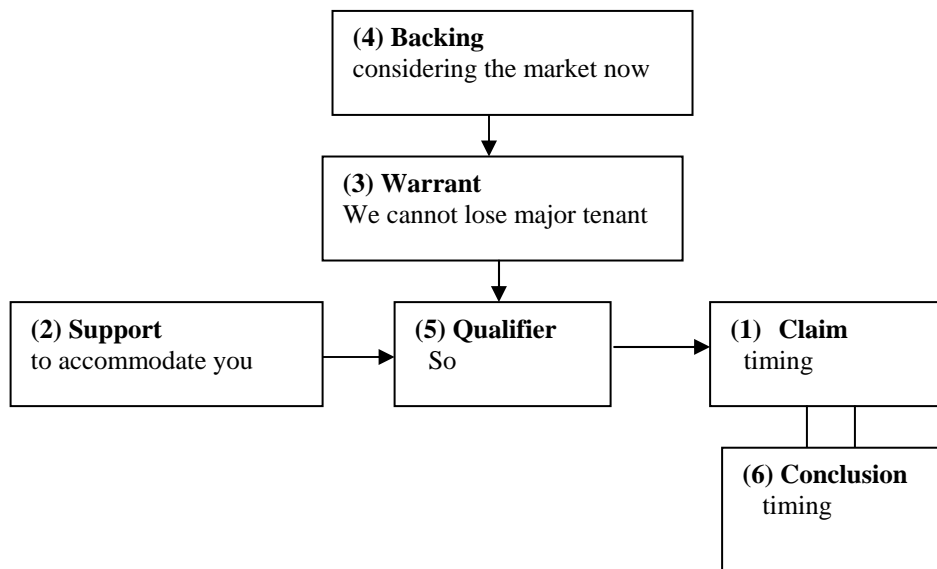 (4) Backing
considering the market now
(3) Warrant
We cannot lose major tenant
(2) Support
to accommodate you
(5) Qualifier
So
(1) Claim
timing
(6) Conclusion
timing